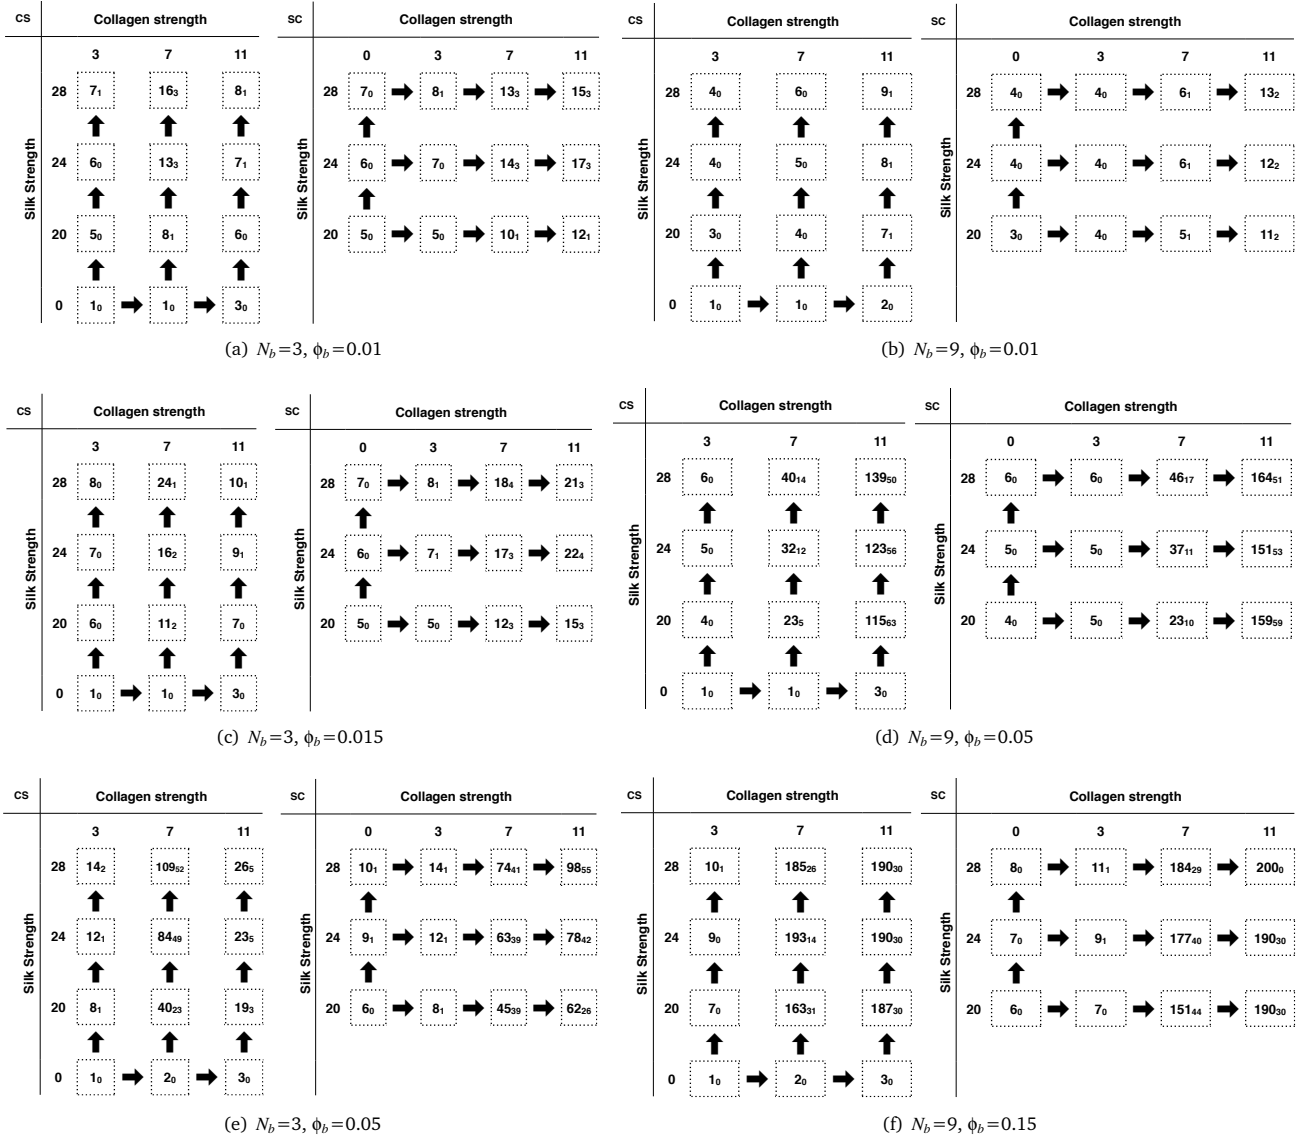 CS Collagen strength SC Collagen strength
3 7 11 0 3 7 11
28 7₁ 16₃ 8₁ 28 7₀ 8₁ 13₃ 15₃
24 6₀ 13₃ 7₁ 24 6₀ 7₀ 14₃ 17₃
Silk Strength Silk Strength
20 5₀ 8₁ 6₀ 20 5₀ 5₀ 10₁ 12₁
0 1₀ 1₀ 3₀
(a) N_b=3, ϕ_b=0.01
CS Collagen strength SC Collagen strength
3 7 11 0 3 7 11
28 4₀ 6₀ 9₁ 28 4₀ 4₀ 6₁ 13₂
24 4₀ 5₀ 8₁ 24 4₀ 4₀ 6₁ 12₂
Silk Strength Silk Strength
20 3₀ 4₀ 7₁ 20 3₀ 4₀ 5₁ 11₂
0 1₀ 1₀ 2₀
(b) N_b=9, ϕ_b=0.01
CS Collagen strength SC Collagen strength
3 7 11 0 3 7 11
28 8₀ 24₁ 10₁ 28 7₀ 8₁ 18₄ 21₃
24 7₀ 16₂ 9₁ 24 6₀ 7₁ 17₃ 22₄
Silk Strength Silk Strength
20 6₀ 11₂ 7₀ 20 5₀ 5₀ 12₃ 15₃
0 1₀ 1₀ 3₀
(c) N_b=3, ϕ_b=0.015
CS Collagen strength SC Collagen strength
3 7 11 0 3 7 11
28 6₀ 40₁₄ 139₅₀ 28 6₀ 6₀ 46₁₇ 164₅₁
24 5₀ 32₁₂ 123₅₆ 24 5₀ 5₀ 37₁₁ 151₅₃
Silk Strength Silk Strength
20 4₀ 23₅ 115₆₃ 20 4₀ 5₀ 23₁₀ 159₅₉
0 1₀ 1₀ 3₀
(d) N_b=9, ϕ_b=0.05
CS Collagen strength SC Collagen strength
3 7 11 0 3 7 11
28 14₂ 109₅₂ 26₅ 28 10₁ 14₁ 74₄₁ 98₅₅
24 12₁ 84₄₉ 23₅ 24 9₁ 12₁ 63₃₉ 78₄₂
Silk Strength Silk Strength
20 8₁ 40₂₃ 19₃ 20 6₀ 8₁ 45₃₉ 62₂₆
0 1₀ 2₀ 3₀
(e) N_b=3, ϕ_b=0.05
CS Collagen strength SC Collagen strength
3 7 11 0 3 7 11
28 10₁ 185₂₆ 190₃₀ 28 8₀ 11₁ 184₂₉ 200₀
24 9₀ 193₁₄ 190₃₀ 24 7₀ 9₁ 177₄₀ 190₃₀
Silk Strength Silk Strength
20 7₀ 163₃₁ 187₃₀ 20 6₀ 7₀ 151₄₄ 190₃₀
0 1₀ 2₀ 3₀
(f) N_b=9, ϕ_b=0.15